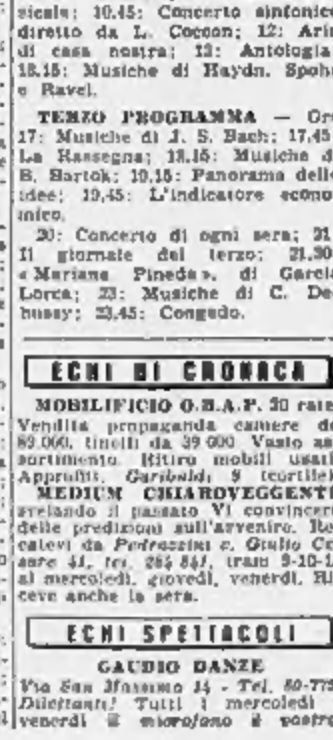 sicale; 10.45: Concerto sinfonico
diretto da L. Coccon; 12: Arie
di casa nostra; 13: Antologia
18.15: Musiche di Haydn, Spohr
e Ravel.
TERZO PROGRAMMA — Ore
17: Musiche di J. S. Bach; 17,45
La Rassegna; 18,15: Musiche di
B. Bartok; 19,15: Panorama delle
idee; 19,45: L'indicatore econo-
mico.
20: Concerto di ogni sera; 21
Il giornale del terzo; 21,30
«Mariana Pineda», di Garcia
Lorca; 23: Musiche di C. De-
bussy; 23,45: Congedo.
ECHI DI CRONACA
MOBILIFICIO O.B.A.P. 20 rate
Vendita propaganda camere da
89.000, tinelli da 39.000 Vasto as-
sortimento. Ritiro mobili usati
Approfitt. Garibaldi 9 (cortile)
MEDIUM CHIAROVEGGENTE
svelando il passato Vi convincerà
delle predizioni sull'avvenire. Re-
catevi da Pedrazzini c. Giulio Ce-
sare 41, tel. tram 9-10-1
al mercoledì, giovedì, venerdì. Ri-
ceve anche la sera.
ECHI SPETTACOLI
GAUDIO DANZE
Via San Massimo 14 - Tel. 50-775
Dilettanti! Tutti i mercoledì
venerdì il microfono è vostro